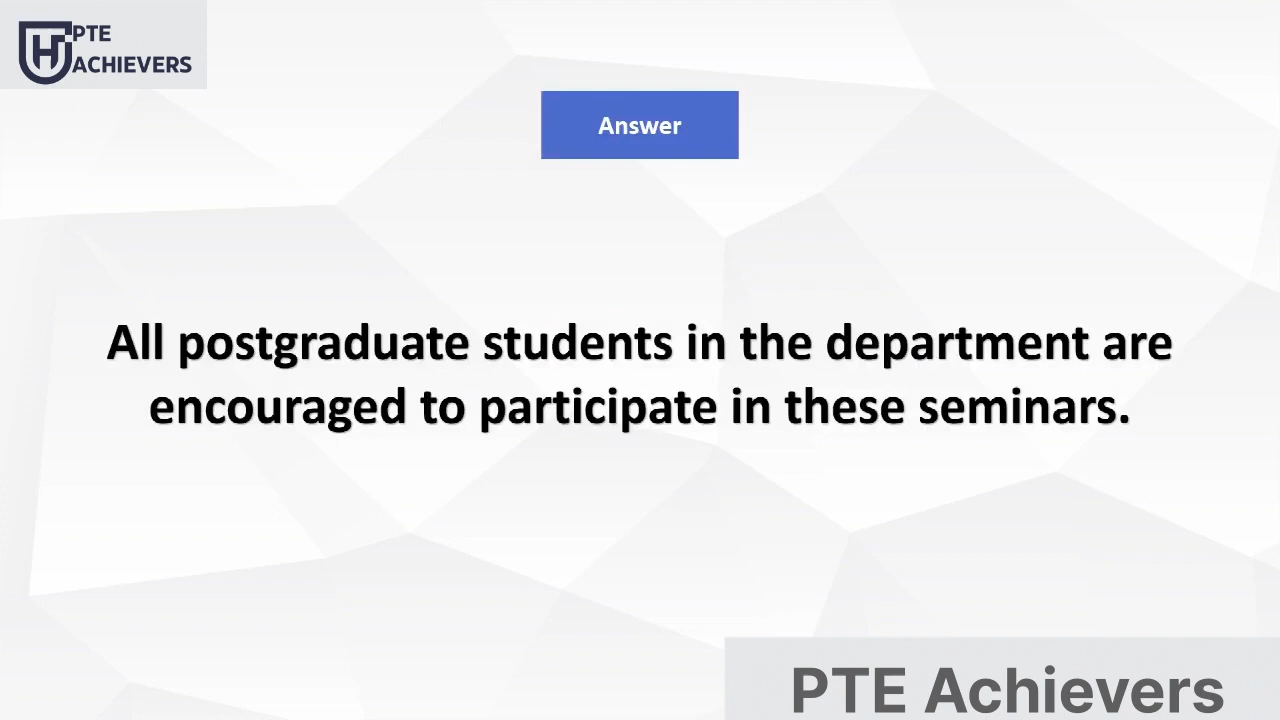 PTE
ACHIEVERS
Answer
All postgraduate students in the department are
encouraged to participate in these seminars.
PTE Achievers